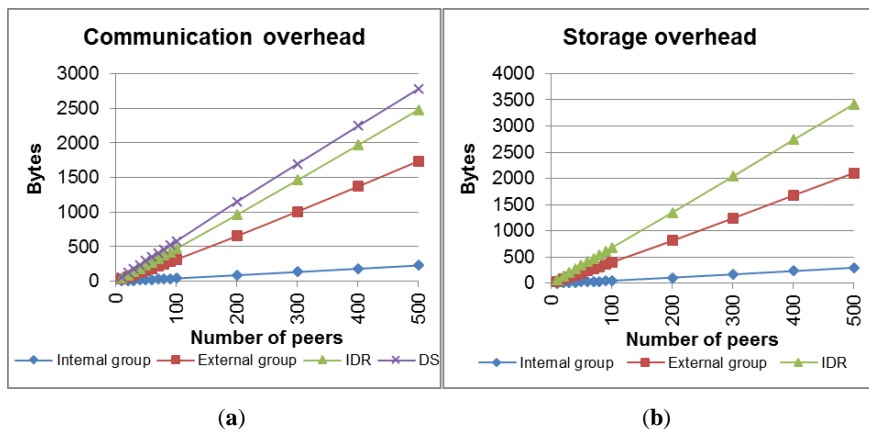 Communication overhead
3000
2500
2000
1500
1000
500
0
Bytes
0
100
200
300
400
500
Number of peers
Internal group External group IDR DS
(a)
Storage overhead
4000
3500
3000
2500
2000
1500
1000
500
0
Bytes
0
100
200
300
400
500
Number of peers
Internal group External group IDR
(b)